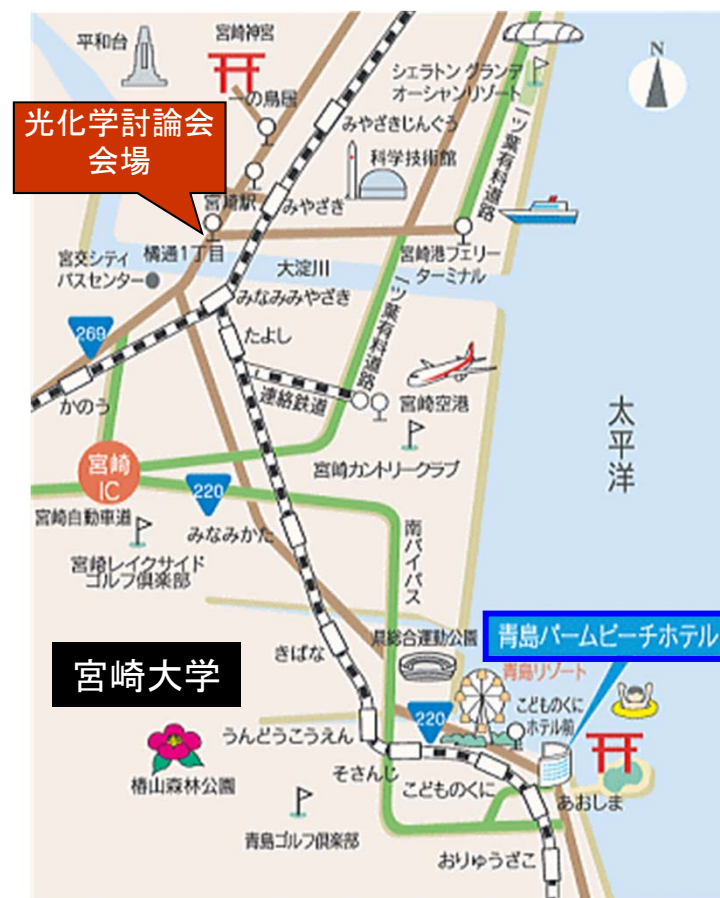 平和台
宮崎神宮
一の鳥居
シェラトン グランデ
オーシャンリゾート
N
光化学討論会
会場
みやざきじんぐう
科学技術館
一ツ葉有料道路
宮崎駅
みやざき
橘通1丁目
宮交シティ
バスセンター
大淀川
宮崎港フェリー
ターミナル
みなみみやざき
一ツ葉有料道路
269
たよし
かのう
連絡鉄道
宮崎空港
太平洋
宮崎カントリークラブ
宮崎
IC
220
宮崎自動車道
みなみかた
南バイパス
宮崎レイクサイド
ゴルフ倶楽部
きばな
県総合運動公園
青島パームビーチホテル
青島リゾート
宮崎大学
こどものくに
ホテル前
220
うんどうこうえん
椿山森林公園
そさんじ
こどものくに
あおしま
青島ゴルフ倶楽部
おりゅうざこ